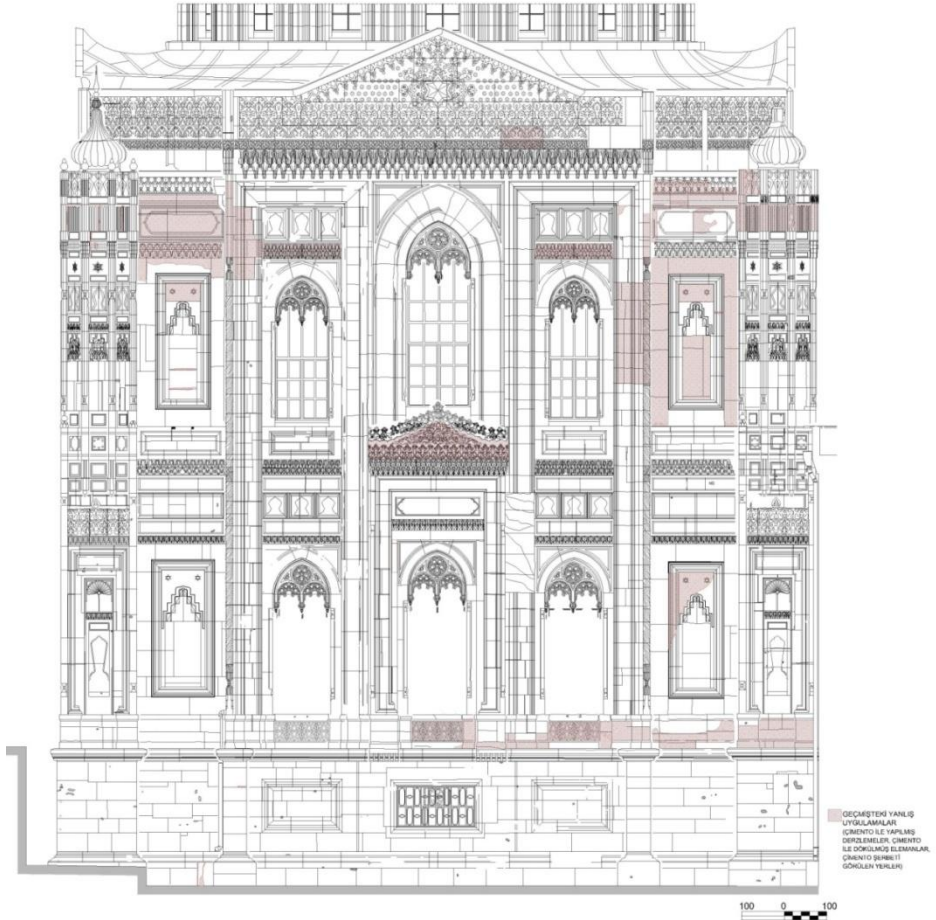 GEÇMİŞTEKİ YANLIŞ
UYGULAMALAR
(ÇİMENTO İLE YAPILMIŞ
DERZLEMELER, ÇİMENTO
İLE DÖKÜLMÜŞ ELEMANLAR,
ÇİMENTO ŞERBETİ
GÖRÜLEN YERLER)
100 0 100